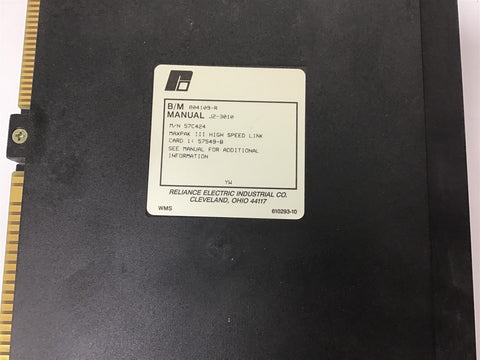 B/M 804109-R
MANUAL J2-3010
M/N 57C424
MAXPAK III HIGH SPEED LINK
CARD 1: 57549-B
SEE MANUAL FOR ADDITIONAL
INFORMATION
YW
RELIANCE ELECTRIC INDUSTRIAL CO.
CLEVELAND, OHIO 44117
WMS 610293-10